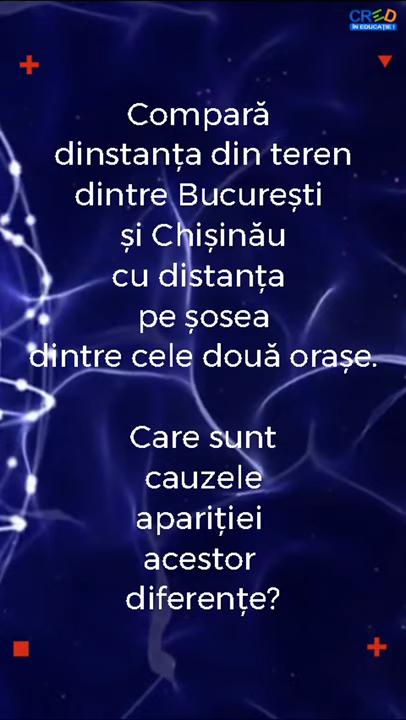 CRED
ÎN EDUCAȚIE!
Compară
dinstanța din teren
dintre București
și Chișinău
cu distanța
pe șosea
dintre cele două orașe.
Care sunt
cauzele
apariției
acestor
diferențe?